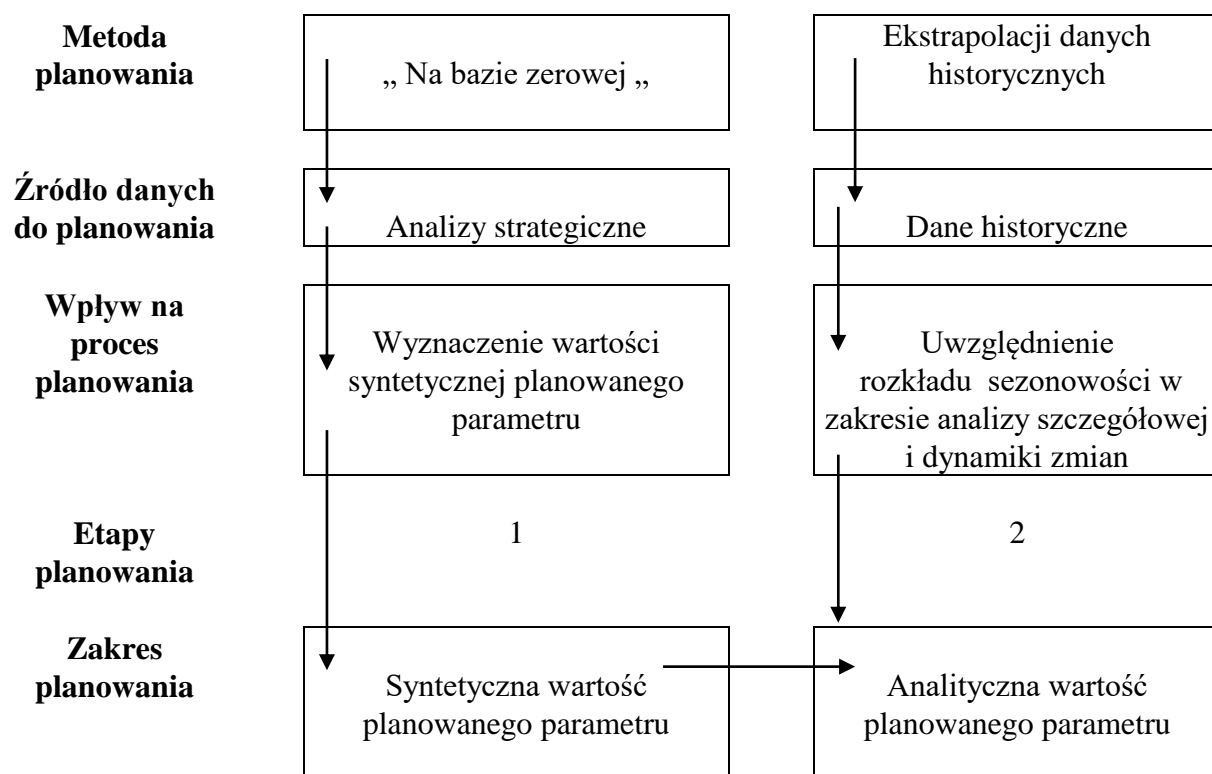 Metoda
planowania
„ Na bazie zerowej „
Ekstrapolacji danych
historycznych
Źródło danych
do planowania
Analizy strategiczne
Dane historyczne
Wpływ na
proces
planowania
Wyznaczenie wartości
syntetycznej planowanego
parametru
Uwzględnienie
rozkładu sezonowości w
zakresie analizy szczegółowej
i dynamiki zmian
Etapy
planowania
1
2
Zakres
planowania
Syntetyczna wartość
planowanego parametru
Analityczna wartość
planowanego parametru